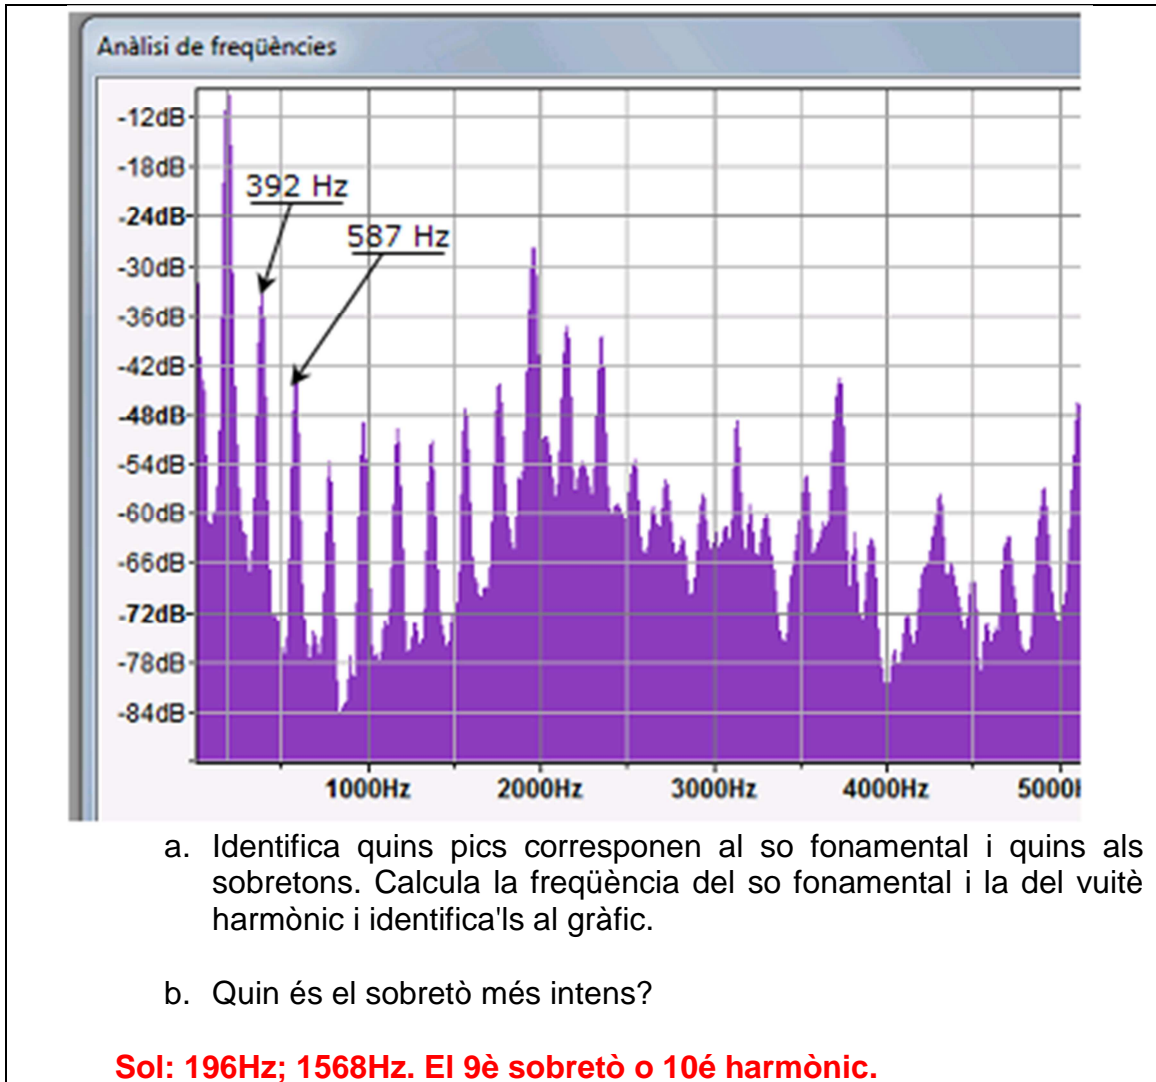 Anàlisi de freqüències
-12dB
-18dB
392 Hz
-24dB
587 Hz
-30dB
-36dB
-42dB
-48dB
-54dB
-60dB
-66dB
-72dB
-78dB
-84dB
1000Hz 2000Hz 3000Hz 4000Hz 5000H
a. Identifica quins pics corresponen al so fonamental i quins als
sobretons. Calcula la freqüència del so fonamental i la del vuitè
harmònic i identifica'ls al gràfic.
b. Quin és el sobretò més intens?
Sol: 196Hz; 1568Hz. El 9è sobretò o 10é harmònic.